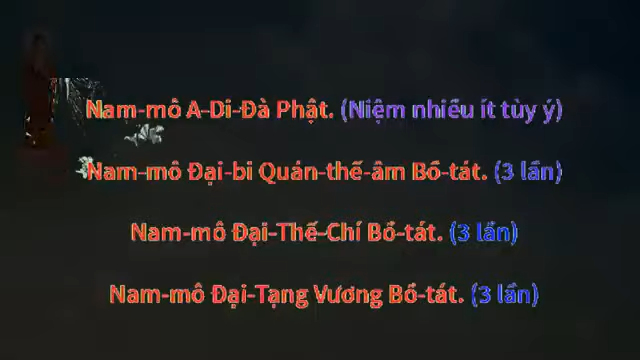 Nam-mô A-Di-Đà Phật. (Niệm nhiều ít tùy ý)
Nam-mô Đại-bi Quán-thế-âm Bồ-tát. (3 lần)
Nam-mô Đại-Thế-Chí Bồ-tát. (3 lần)
Nam-mô Đại-Tạng Vương Bồ-tát. (3 lần)